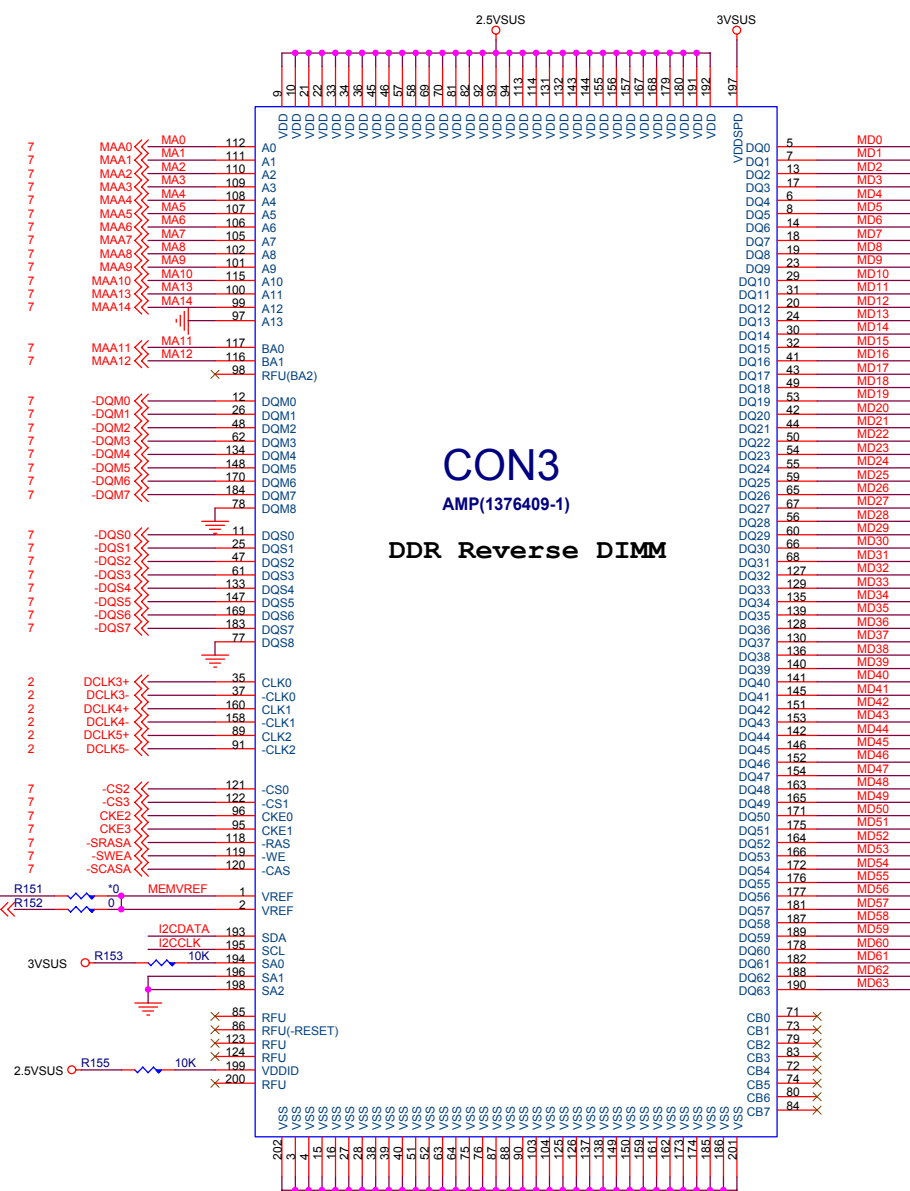 2.5VSUS 3VSUS
9 10 21 22 33 34 36 45 46 57 58 69 70 81 82 92 93 94 113 114 131 132 143 144 155 156 157 167 168 179 180 191 192 197
VDD VDD VDD VDD VDD VDD VDD VDD VDD VDD VDD VDD VDD VDD VDD VDD VDD VDD VDD VDD VDD VDD VDD VDD VDD VDD VDD VDD VDD VDD VDD VDD VDD VDDSPD
7 MAA0 MA0 112 A0
7 MAA1 MA1 111 A1
7 MAA2 MA2 110 A2
7 MAA3 MA3 109 A3
7 MAA4 MA4 108 A4
7 MAA5 MA5 107 A5
7 MAA6 MA6 106 A6
7 MAA7 MA7 105 A7
7 MAA8 MA8 102 A8
7 MAA9 MA9 101 A9
7 MAA10 MA10 115 A10
7 MAA13 MA13 100 A11
7 MAA14 MA14 99 A12
97 A13
7 MAA11 MA11 117 BA0
7 MAA12 MA12 116 BA1
98 RFU(BA2)
7 -DQM0 12 DQM0
7 -DQM1 26 DQM1
7 -DQM2 48 DQM2
7 -DQM3 62 DQM3
7 -DQM4 134 DQM4
7 -DQM5 148 DQM5
7 -DQM6 170 DQM6
7 -DQM7 184 DQM7
78 DQM8
7 -DQS0 11 DQS0
7 -DQS1 25 DQS1
7 -DQS2 47 DQS2
7 -DQS3 61 DQS3
7 -DQS4 133 DQS4
7 -DQS5 147 DQS5
7 -DQS6 169 DQS6
7 -DQS7 183 DQS7
77 DQS8
2 DCLK3+ 35 CLK0
2 DCLK3- 37 -CLK0
2 DCLK4+ 160 CLK1
2 DCLK4- 158 -CLK1
2 DCLK5+ 89 CLK2
2 DCLK5- 91 -CLK2
7 -CS2 121 -CS0
7 -CS3 122 -CS1
7 CKE2 96 CKE0
7 CKE3 95 CKE1
7 -SRASA 118 -RAS
7 -SWEA 119 -WE
7 -SCASA 120 -CAS
R151 *0 MEMVREF 1 VREF
R152 0 2 VREF
I2CDATA 193 SDA
I2CCLK 195 SCL
3VSUS R153 10K 194 SA0
196 SA1
198 SA2
85 RFU
86 RFU(-RESET)
123 RFU
124 RFU
2.5VSUS R155 10K 199 VDDID
200 RFU
CON3
AMP(1376409-1)
DDR Reverse DIMM
DQ0 5 MD0
DQ1 7 MD1
DQ2 13 MD2
DQ3 17 MD3
DQ4 6 MD4
DQ5 8 MD5
DQ6 14 MD6
DQ7 18 MD7
DQ8 19 MD8
DQ9 23 MD9
DQ10 29 MD10
DQ11 31 MD11
DQ12 20 MD12
DQ13 24 MD13
DQ14 30 MD14
DQ15 32 MD15
DQ16 41 MD16
DQ17 43 MD17
DQ18 49 MD18
DQ19 53 MD19
DQ20 42 MD20
DQ21 44 MD21
DQ22 50 MD22
DQ23 54 MD23
DQ24 55 MD24
DQ25 59 MD25
DQ26 65 MD26
DQ27 67 MD27
DQ28 56 MD28
DQ29 60 MD29
DQ30 66 MD30
DQ31 68 MD31
DQ32 127 MD32
DQ33 129 MD33
DQ34 135 MD34
DQ35 139 MD35
DQ36 128 MD36
DQ37 130 MD37
DQ38 136 MD38
DQ39 140 MD39
DQ40 141 MD40
DQ41 145 MD41
DQ42 151 MD42
DQ43 153 MD43
DQ44 142 MD44
DQ45 146 MD45
DQ46 152 MD46
DQ47 154 MD47
DQ48 163 MD48
DQ49 165 MD49
DQ50 171 MD50
DQ51 175 MD51
DQ52 164 MD52
DQ53 166 MD53
DQ54 172 MD54
DQ55 176 MD55
DQ56 177 MD56
DQ57 181 MD57
DQ58 187 MD58
DQ59 189 MD59
DQ60 178 MD60
DQ61 182 MD61
DQ62 188 MD62
DQ63 190 MD63
CB0 71
CB1 73
CB2 79
CB3 83
CB4 72
CB5 74
CB6 80
CB7 84
VSS VSS VSS VSS VSS VSS VSS VSS VSS VSS VSS VSS VSS VSS VSS VSS VSS VSS VSS VSS VSS VSS VSS VSS VSS VSS VSS VSS VSS VSS VSS VSS VSS VSS VSS
202 3 4 15 16 27 28 38 39 40 51 52 63 64 75 76 87 88 90 103 104 125 126 137 138 149 150 159 161 162 173 174 185 186 201